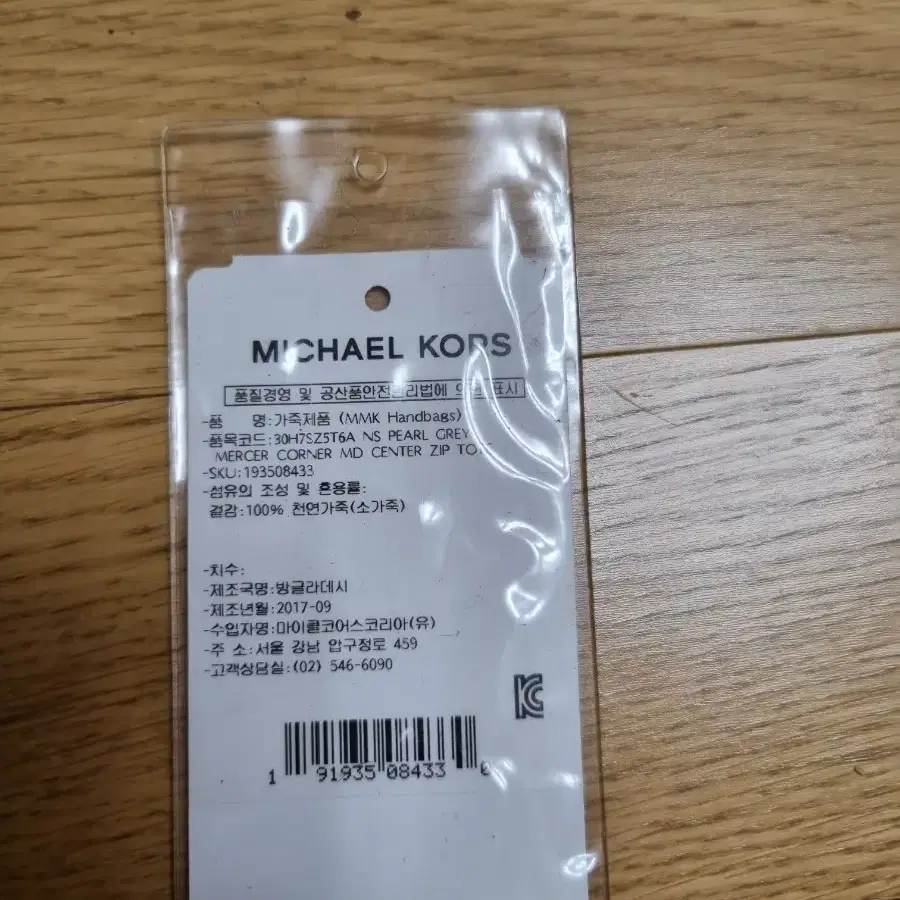 MICHAEL KORS
품질경영 및 공산품안전관리법에 의한 표시
-품 명:가죽제품 (MMK Handbags)
-품목코드:30H7SZ5T6A NS PEARL GREY
MERCER CORNER MD CENTER ZIP
-SKU:193508433
-섬유의 조성 및 혼용률:
겉감:100% 천연가죽(소가죽)
-치수:
-제조국명:방글라데시
-제조년월:2017-09
-수입자명:마이콜코어스코리아(유)
-주 소:서울 강남 압구정로 459
-고객상담실:(02) 546-6090
KC
1 91935 08433 0